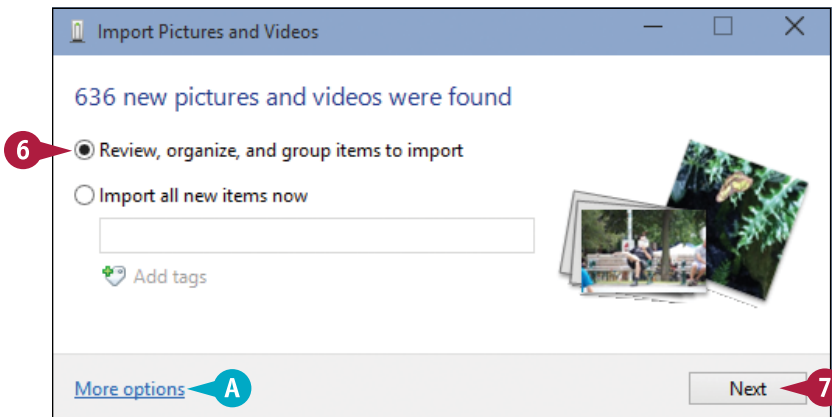 Import Pictures and Videos
636 new pictures and videos were found
6
Review, organize, and group items to import
Import all new items now
Add tags
More options
A
Next
7